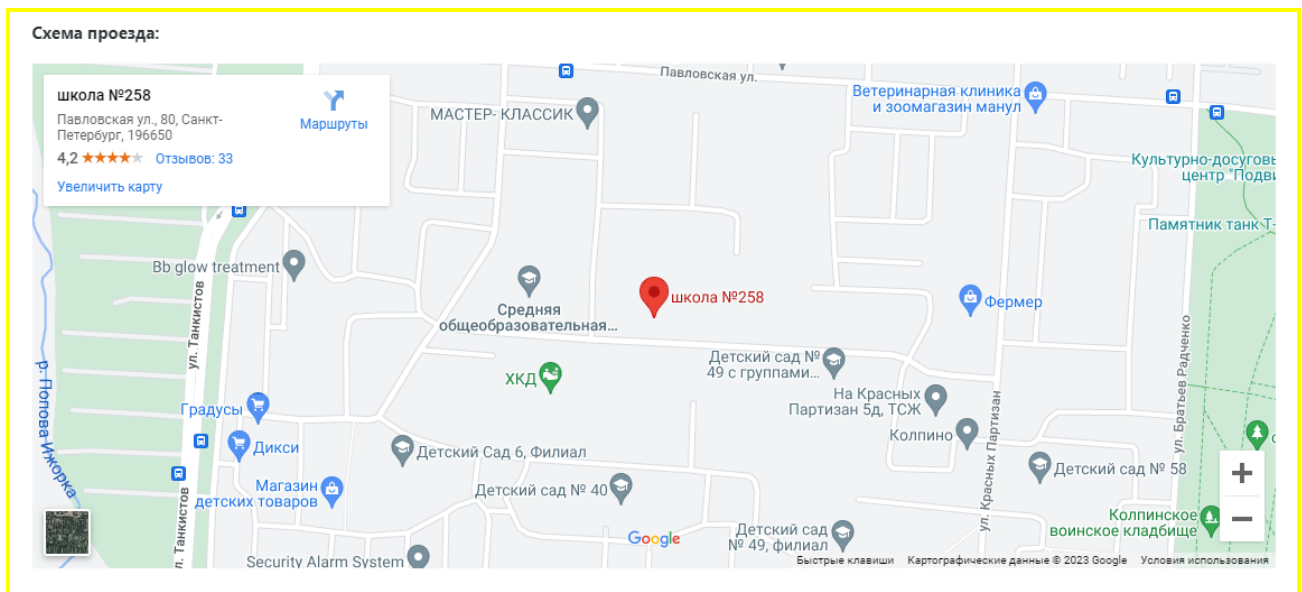 Схема проезда:
школа №258
Павловская ул., 80, Санкт-
Петербург, 196650
4,2
Отзывов: 33
Увеличить карту
Маршруты
Павловская ул.
МАСТЕР- КЛАССИК
Ветеринарная клиника
и зоомагазин манул
Культурно-досуговь
центр "Подви
Памятник танк Т-
Bb glow treatment
Средняя
общеобразовательная...
школа №258
Фермер
ул. Танкистов
р. Попова Ижорка
Детский сад №
49 с группами...
ХКД
На Красных
Партизан 5д, ТСЖ
ул. Братьев Радченко
Градусы
Колпино
Дикси
Детский Сад 6, Филиал
ул. Красных Партизан
Детский сад № 58
Магазин
детских товаров
Детский сад № 40
Колпинское
воинское кладбище
л. Танкистов
Google
Детский сад
№ 49, филиал
Security Alarm System
Быстрые клавиши
Картографические данные © 2023 Google
Условия использования